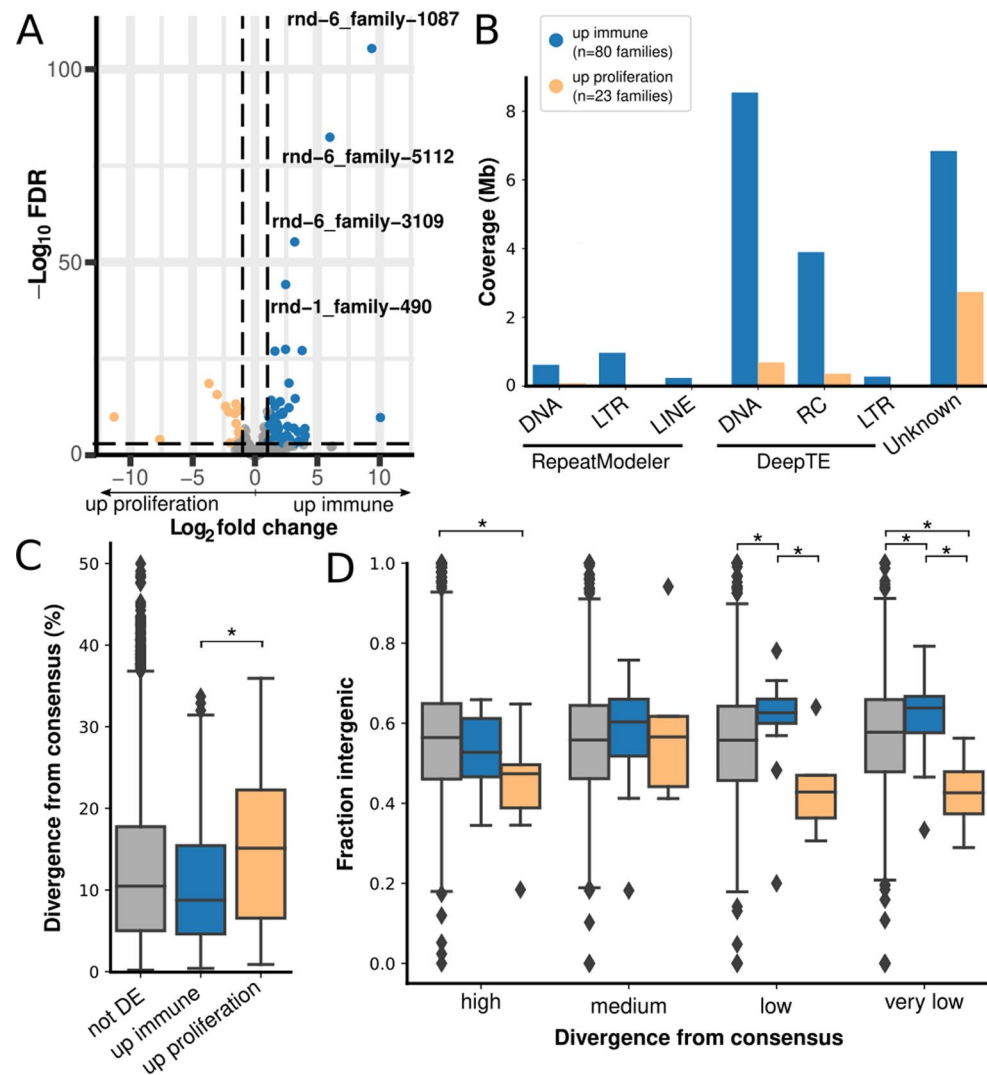 A
rnd-6_family-1087
100
rnd-6_family-5112
rnd-6_family-3109
50
rnd-1_family-490
0
−Log10 FDR
−10 −5 0 5 10
up proliferation up immune
Log2 fold change
B
up immune
(n=80 families)
up proliferation
(n=23 families)
8
6
4
2
0
Coverage (Mb)
DNA LTR LINE DNA RC LTR Unknown
RepeatModeler DeepTE
C
*
50
40
30
20
10
0
Divergence from consensus (%)
not DE
up immune
up proliferation
D
* * * * * *
1.0
0.8
0.6
0.4
0.2
0.0
Fraction intergenic
high medium low very low
Divergence from consensus